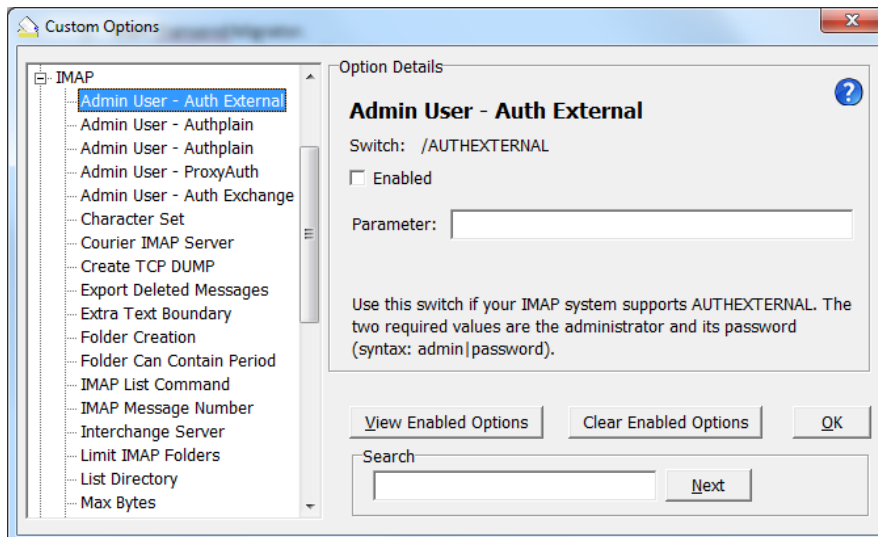 Custom Options
IMAP
Admin User - Auth External
Admin User - Authplain
Admin User - Authplain
Admin User - ProxyAuth
Admin User - Auth Exchange
Character Set
Courier IMAP Server
Create TCP DUMP
Export Deleted Messages
Extra Text Boundary
Folder Creation
Folder Can Contain Period
IMAP List Command
IMAP Message Number
Interchange Server
Limit IMAP Folders
List Directory
Max Bytes
Option Details
Admin User - Auth External
?
Switch: /AUTHEXTERNAL
Enabled
Parameter:
Use this switch if your IMAP system supports AUTHEXTERNAL. The
two required values are the administrator and its password
(syntax: admin|password).
View Enabled Options
Clear Enabled Options
OK
Search
Next